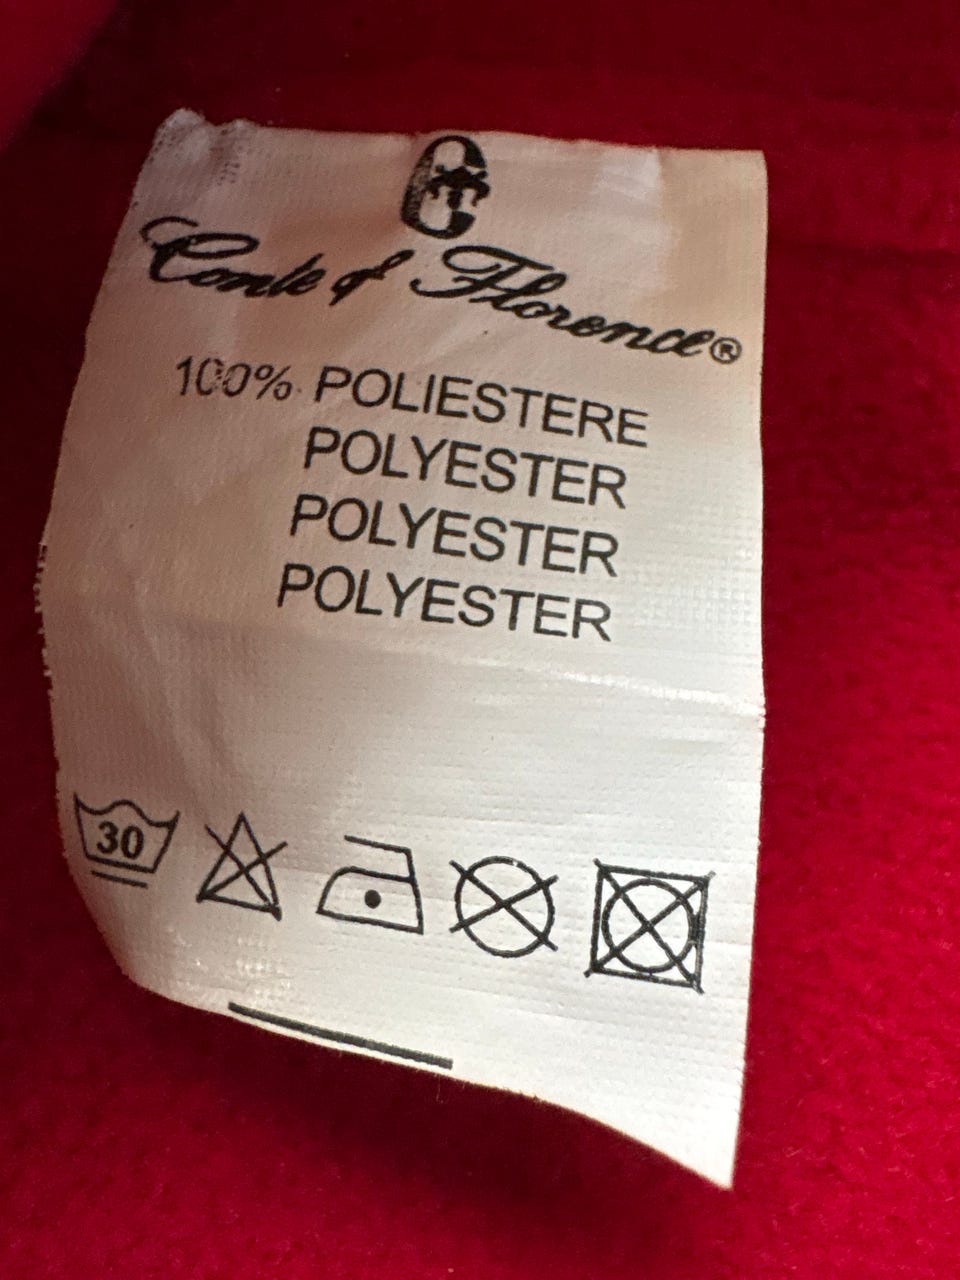 Conte of Florence®
100% POLIESTERE
POLYESTER
POLYESTER
POLYESTER
30